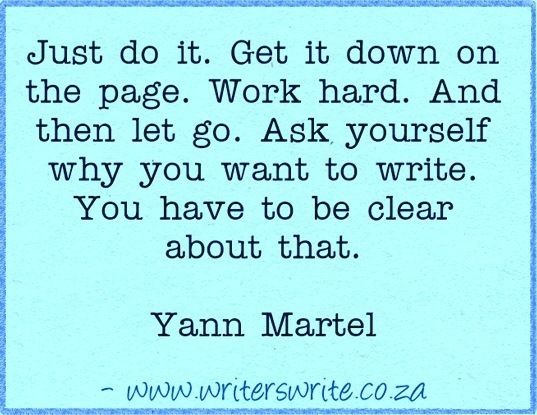 Just do it. Get it down on
the page. Work hard. And
then let go. Ask yourself
why you want to write.
You have to be clear
about that.
Yann Martel
- www.writerswrite.co.za